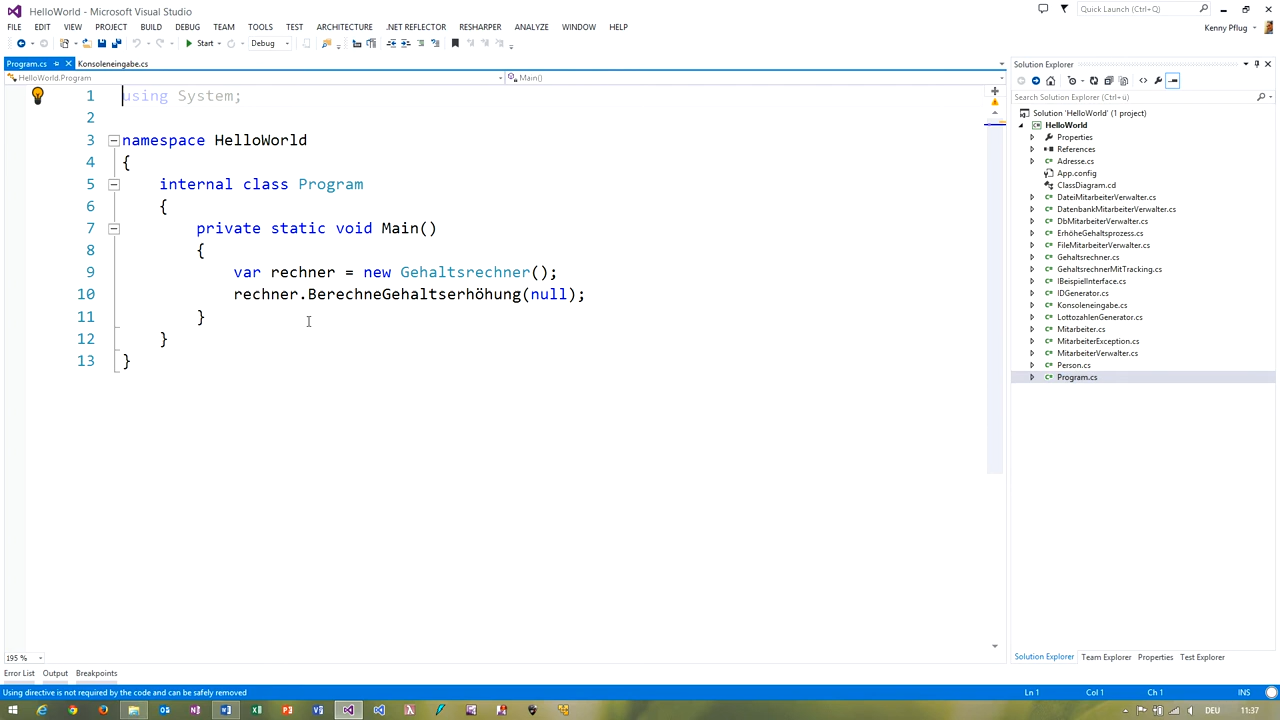 HelloWorld - Microsoft Visual Studio
Quick Launch (Ctrl+Q)
FILE EDIT VIEW PROJECT BUILD DEBUG TEAM TOOLS TEST ARCHITECTURE .NET REFLECTOR RESHARPER ANALYZE WINDOW HELP
Kenny Pflug
Start Debug
Program.cs Konsoleneingabe.cs
HelloWorld.Program Main()
1 using System;
2
3 namespace HelloWorld
4 {
5 internal class Program
6 {
7 private static void Main()
8 {
9 var rechner = new Gehaltsrechner();
10 rechner.BerechneGehaltserhöhung(null);
11 }
12 }
13 }
195 %
Solution Explorer
Search Solution Explorer (Ctrl+ü)
Solution 'HelloWorld' (1 project)
HelloWorld
Properties
References
Adresse.cs
App.config
ClassDiagram.cd
DateiMitarbeiterVerwalter.cs
DatenbankMitarbeiterVerwalter.cs
DbMitarbeiterVerwalter.cs
ErhöheGehaltsprozess.cs
FileMitarbeiterVerwalter.cs
Gehaltsrechner.cs
GehaltsrechnerMitTracking.cs
IBeispielInterface.cs
IDGenerator.cs
Konsoleneingabe.cs
LottozahlenGenerator.cs
Mitarbeiter.cs
MitarbeiterException.cs
MitarbeiterVerwalter.cs
Person.cs
Program.cs
Solution Explorer Team Explorer Properties Test Explorer
Error List Output Breakpoints
Using directive is not required by the code and can be safely removed
Ln 1 Col 1 Ch 1 INS
DEU 11:37